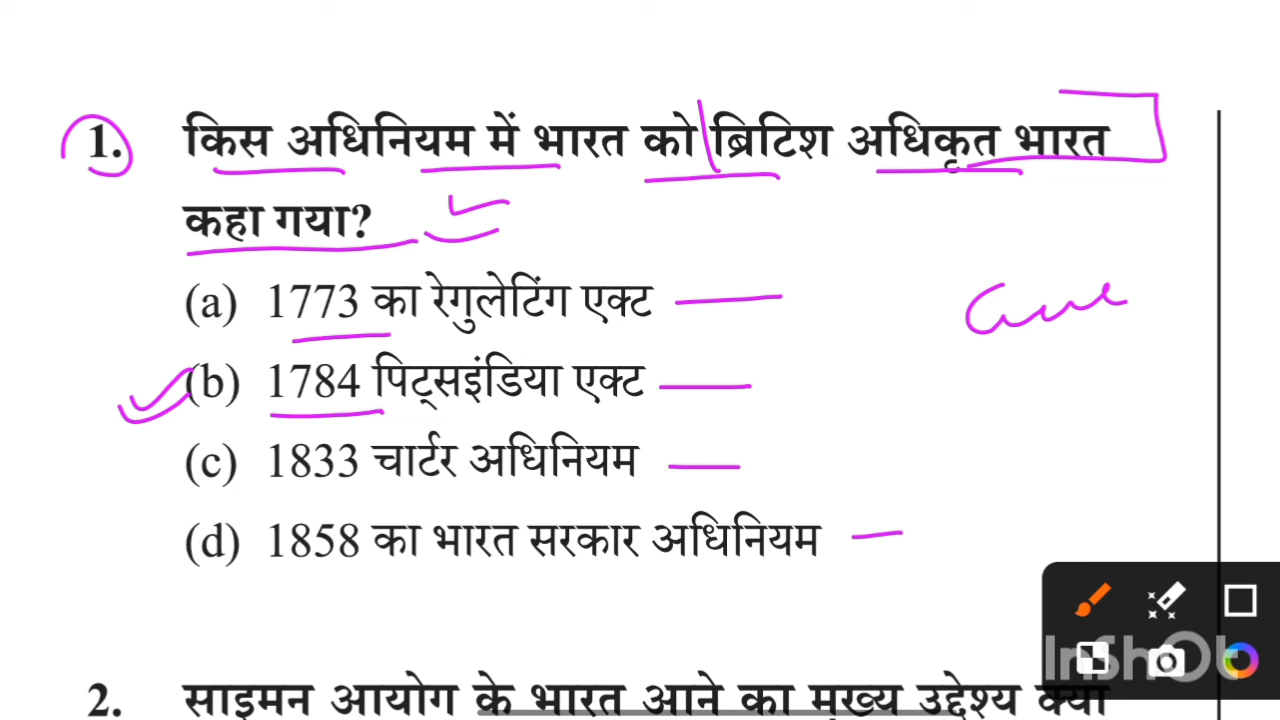 1. किस अधिनियम में भारत को ब्रिटिश अधिकृत भारत
कहा गया?
(a) 1773 का रेगुलेटिंग एक्ट
(b) 1784 पिट्सइंडिया एक्ट
(c) 1833 चार्टर अधिनियम
(d) 1858 का भारत सरकार अधिनियम
InShOt
2. साइमन आयोग के भारत आने का मुख्य उद्देश्य क्या